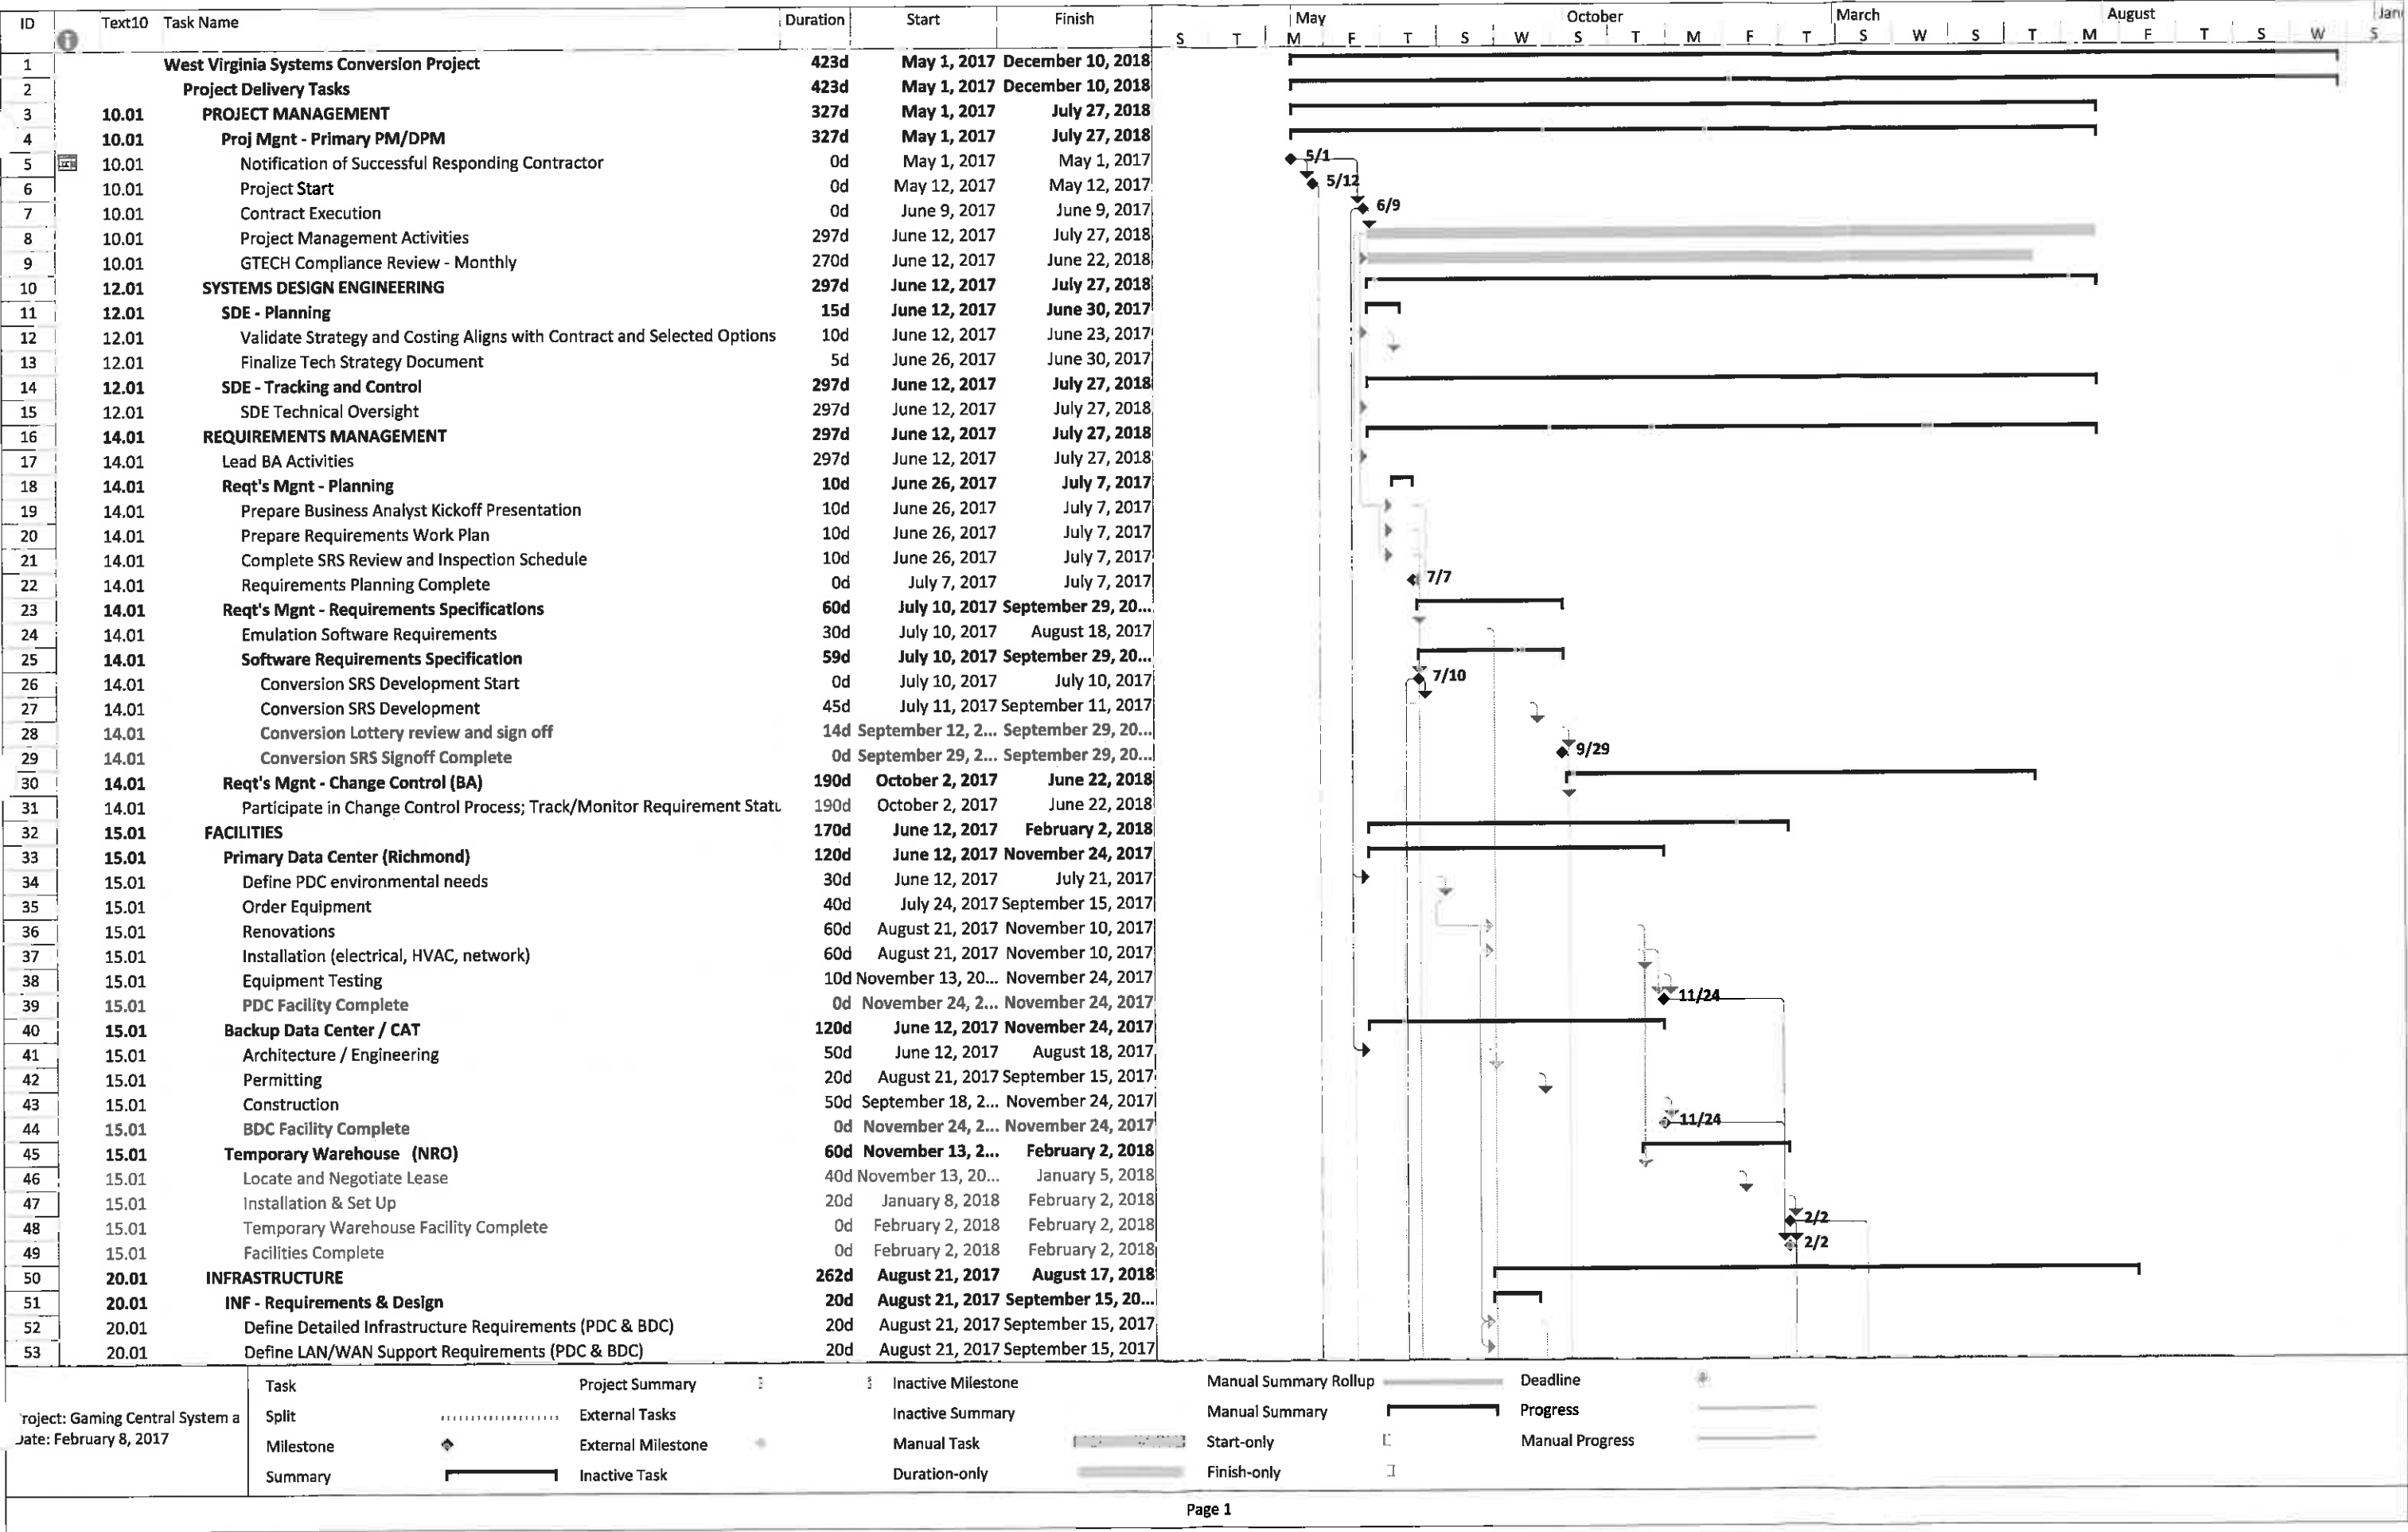 ID Text10 Task Name Duration Start Finish May October March August Jan
S T M F T S W S T M F T S W S T M F T S W S
1 West Virginia Systems Conversion Project 423d May 1, 2017 December 10, 2018
2 Project Delivery Tasks 423d May 1, 2017 December 10, 2018
3 10.01 PROJECT MANAGEMENT 327d May 1, 2017 July 27, 2018
4 10.01 Proj Mgnt - Primary PM/DPM 327d May 1, 2017 July 27, 2018
5 10.01 Notification of Successful Responding Contractor 0d May 1, 2017 May 1, 2017 5/1
6 10.01 Project Start 0d May 12, 2017 May 12, 2017 5/12
7 10.01 Contract Execution 0d June 9, 2017 June 9, 2017 6/9
8 10.01 Project Management Activities 297d June 12, 2017 July 27, 2018
9 10.01 GTECH Compliance Review - Monthly 270d June 12, 2017 June 22, 2018
10 12.01 SYSTEMS DESIGN ENGINEERING 297d June 12, 2017 July 27, 2018
11 12.01 SDE - Planning 15d June 12, 2017 June 30, 2017
12 12.01 Validate Strategy and Costing Aligns with Contract and Selected Options 10d June 12, 2017 June 23, 2017
13 12.01 Finalize Tech Strategy Document 5d June 26, 2017 June 30, 2017
14 12.01 SDE - Tracking and Control 297d June 12, 2017 July 27, 2018
15 12.01 SDE Technical Oversight 297d June 12, 2017 July 27, 2018
16 14.01 REQUIREMENTS MANAGEMENT 297d June 12, 2017 July 27, 2018
17 14.01 Lead BA Activities 297d June 12, 2017 July 27, 2018
18 14.01 Reqt's Mgnt - Planning 10d June 26, 2017 July 7, 2017
19 14.01 Prepare Business Analyst Kickoff Presentation 10d June 26, 2017 July 7, 2017
20 14.01 Prepare Requirements Work Plan 10d June 26, 2017 July 7, 2017
21 14.01 Complete SRS Review and Inspection Schedule 10d June 26, 2017 July 7, 2017
22 14.01 Requirements Planning Complete 0d July 7, 2017 July 7, 2017 7/7
23 14.01 Reqt's Mgnt - Requirements Specifications 60d July 10, 2017 September 29, 20...
24 14.01 Emulation Software Requirements 30d July 10, 2017 August 18, 2017
25 14.01 Software Requirements Specification 59d July 10, 2017 September 29, 20...
26 14.01 Conversion SRS Development Start 0d July 10, 2017 July 10, 2017 7/10
27 14.01 Conversion SRS Development 45d July 11, 2017 September 11, 2017
28 14.01 Conversion Lottery review and sign off 14d September 12, 2... September 29, 20...
29 14.01 Conversion SRS Signoff Complete 0d September 29, 2... September 29, 20... 9/29
30 14.01 Reqt's Mgnt - Change Control (BA) 190d October 2, 2017 June 22, 2018
31 14.01 Participate in Change Control Process; Track/Monitor Requirement Statu 190d October 2, 2017 June 22, 2018
32 15.01 FACILITIES 170d June 12, 2017 February 2, 2018
33 15.01 Primary Data Center (Richmond) 120d June 12, 2017 November 24, 2017
34 15.01 Define PDC environmental needs 30d June 12, 2017 July 21, 2017
35 15.01 Order Equipment 40d July 24, 2017 September 15, 2017
36 15.01 Renovations 60d August 21, 2017 November 10, 2017
37 15.01 Installation (electrical, HVAC, network) 60d August 21, 2017 November 10, 2017
38 15.01 Equipment Testing 10d November 13, 20... November 24, 2017
39 15.01 PDC Facility Complete 0d November 24, 2... November 24, 2017 11/24
40 15.01 Backup Data Center / CAT 120d June 12, 2017 November 24, 2017
41 15.01 Architecture / Engineering 50d June 12, 2017 August 18, 2017
42 15.01 Permitting 20d August 21, 2017 September 15, 2017
43 15.01 Construction 50d September 18, 2... November 24, 2017
44 15.01 BDC Facility Complete 0d November 24, 2... November 24, 2017 11/24
45 15.01 Temporary Warehouse (NRO) 60d November 13, 2... February 2, 2018
46 15.01 Locate and Negotiate Lease 40d November 13, 20... January 5, 2018
47 15.01 Installation & Set Up 20d January 8, 2018 February 2, 2018
48 15.01 Temporary Warehouse Facility Complete 0d February 2, 2018 February 2, 2018 2/2
49 15.01 Facilities Complete 0d February 2, 2018 February 2, 2018 2/2
50 20.01 INFRASTRUCTURE 262d August 21, 2017 August 17, 2018
51 20.01 INF - Requirements & Design 20d August 21, 2017 September 15, 20...
52 20.01 Define Detailed Infrastructure Requirements (PDC & BDC) 20d August 21, 2017 September 15, 2017
53 20.01 Define LAN/WAN Support Requirements (PDC & BDC) 20d August 21, 2017 September 15, 2017
Task Project Summary Inactive Milestone Manual Summary Rollup Deadline
roject: Gaming Central System a Split External Tasks Inactive Summary Manual Summary Progress
ate: February 8, 2017 Milestone External Milestone Manual Task Start-only Manual Progress
Summary Inactive Task Duration-only Finish-only
Page 1